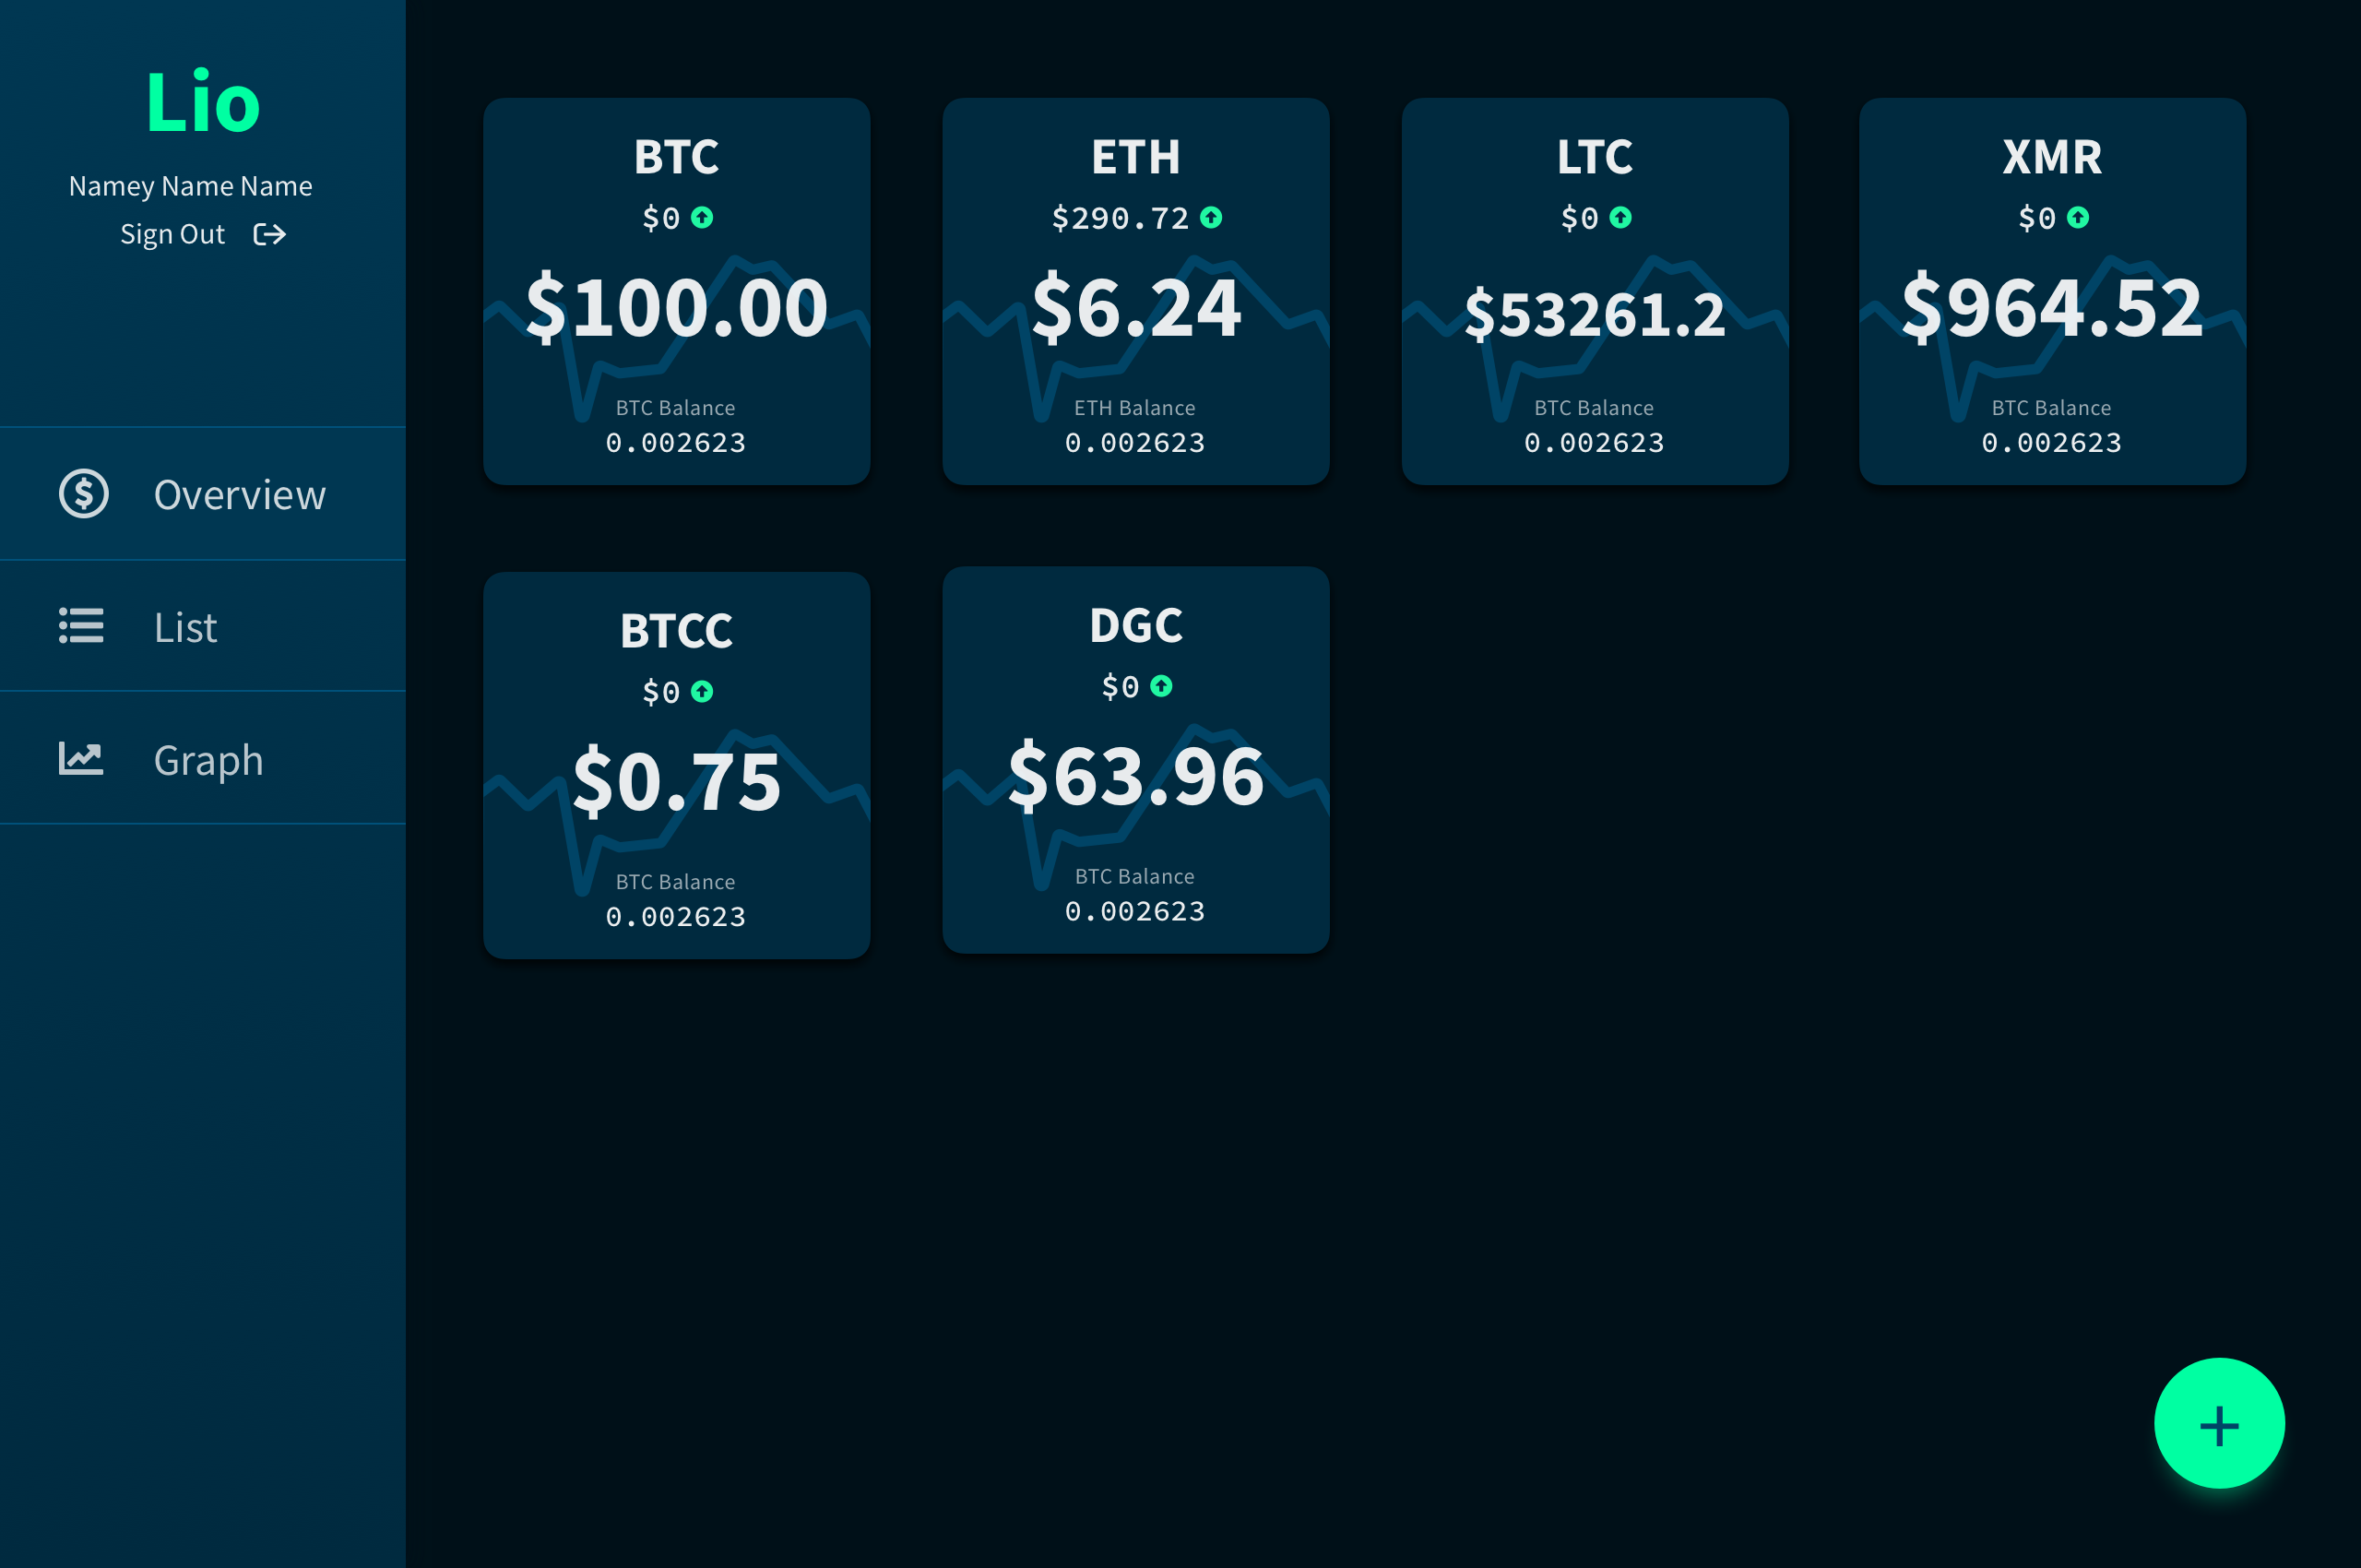 Lio
Namey Name Name
Sign Out
Overview
List
Graph
BTC
$0
$100.00
BTC Balance
0.002623
ETH
$290.72
$6.24
ETH Balance
0.002623
LTC
$0
$53261.2
BTC Balance
0.002623
XMR
$0
$964.52
BTC Balance
0.002623
BTCC
$0
$0.75
BTC Balance
0.002623
DGC
$0
$63.96
BTC Balance
0.002623
+